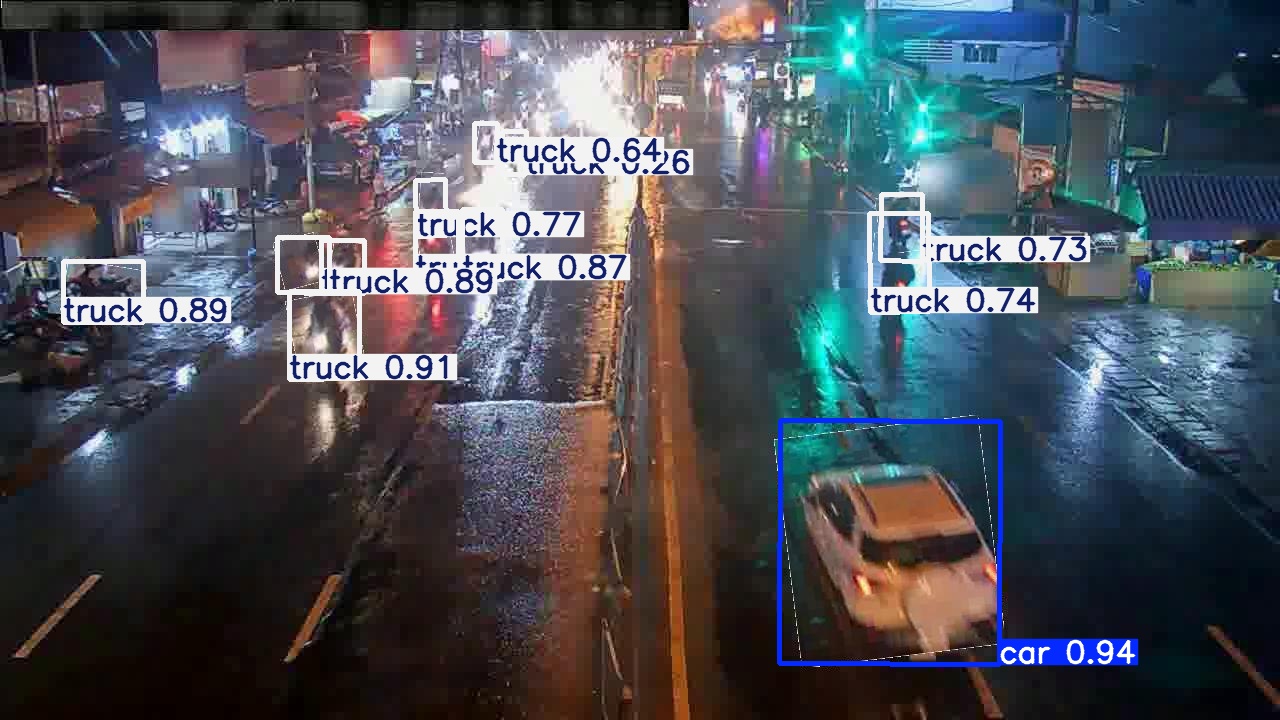 truck 0.64
truck 0.26
truck 0.77
truck 0.73
truck 0.87
truck 0.89
truck 0.89
truck 0.74
truck 0.91
car 0.94